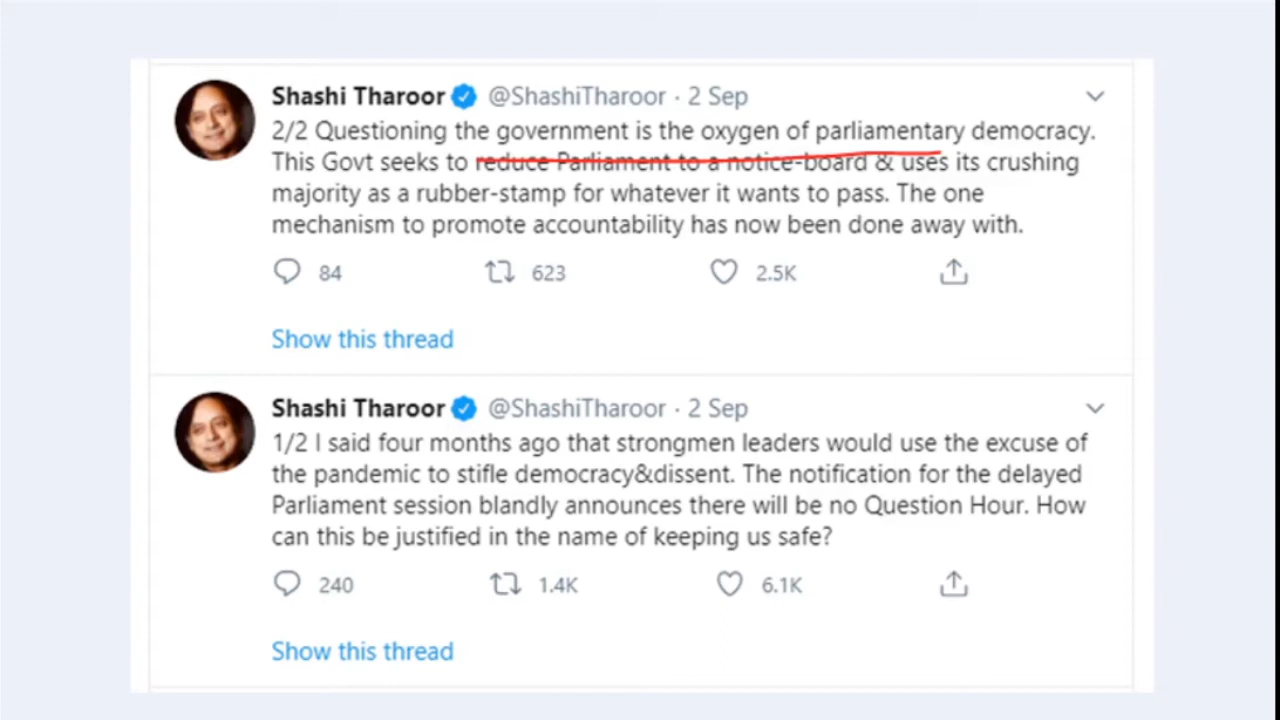 Shashi Tharoor @ShashiTharoor · 2 Sep
2/2 Questioning the government is the oxygen of parliamentary democracy.
This Govt seeks to reduce Parliament to a notice-board & uses its crushing
majority as a rubber-stamp for whatever it wants to pass. The one
mechanism to promote accountability has now been done away with.
84 623 2.5K
Show this thread
Shashi Tharoor @ShashiTharoor · 2 Sep
1/2 I said four months ago that strongmen leaders would use the excuse of
the pandemic to stifle democracy&dissent. The notification for the delayed
Parliament session blandly announces there will be no Question Hour. How
can this be justified in the name of keeping us safe?
240 1.4K 6.1K
Show this thread